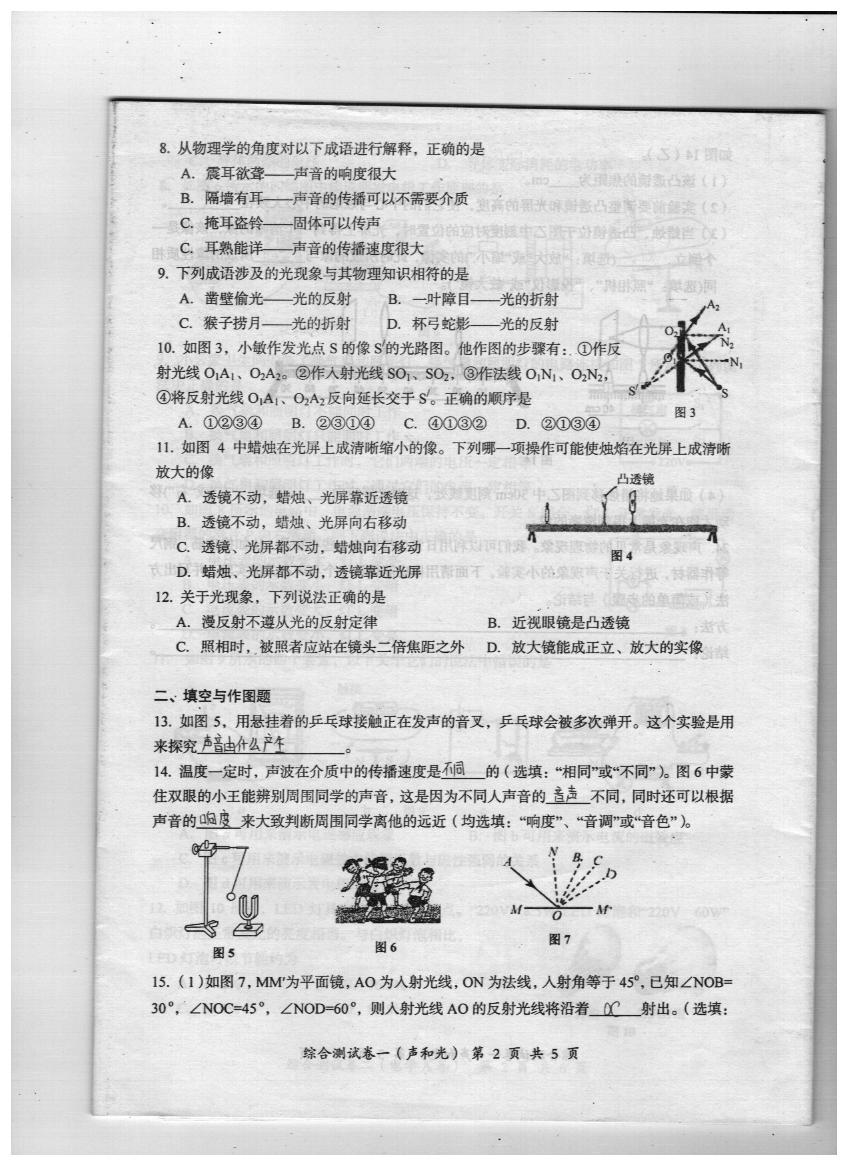 8. 从物理学的角度对以下成语进行解释，正确的是
A. 震耳欲聋——声音的响度很大
B. 隔墙有耳——声音的传播可以不需要介质
C. 掩耳盗铃——固体可以传声
C. 耳熟能详——声音的传播速度很大
9. 下列成语涉及的光现象与其物理知识相符的是
A. 凿壁偷光——光的反射 B. 一叶障目——光的折射
C. 猴子捞月——光的折射 D. 杯弓蛇影——光的反射
10. 如图 3，小敏作发光点 S 的像 S′的光路图。他作图的步骤有：①作反
射光线 O₁A₁、O₂A₂。②作入射光线 SO₁、SO₂，③作法线 O₁N₁、O₂N₂，
④将反射光线 O₁A₁、O₂A₂反向延长交于 S′。正确的顺序是
A. ①②③④ B. ②③①④ C. ④①③② D. ②①③④
A₂
O₂
A₁
N₂
O₁
N₁
S′
S
图 3
11. 如图 4 中蜡烛在光屏上成清晰缩小的像。下列哪一项操作可能使烛焰在光屏上成清晰
放大的像
A. 透镜不动，蜡烛、光屏靠近透镜
B. 透镜不动，蜡烛、光屏向右移动
C. 透镜、光屏都不动，蜡烛向右移动
D. 蜡烛、光屏都不动，透镜靠近光屏
凸透镜
图 4
12. 关于光现象，下列说法正确的是
A. 漫反射不遵从光的反射定律 B. 近视眼镜是凸透镜
C. 照相时，被照者应站在镜头二倍焦距之外 D. 放大镜能成正立、放大的实像
二、填空与作图题
13. 如图 5，用悬挂着的乒乓球接触正在发声的音叉，乒乓球会被多次弹开。这个实验是用
来探究 声音由什么产生 。
14. 温度一定时，声波在介质中的传播速度是 不同 的（选填：“相同”或“不同”）。图 6 中蒙
住双眼的小王能辨别周围同学的声音，这是因为不同人声音的 不同，同时还可以根据
声音的 响度 来大致判断周围同学离他的远近（均选填：“响度”、“音调”或“音色”）。
A N B C D
M O M′
图 5 图 6 图 7
15.（1）如图 7，MM′为平面镜，AO 为入射光线，ON 为法线，入射角等于 45°，已知∠NOB=
30°，∠NOC=45°，∠NOD=60°，则入射光线 AO 的反射光线将沿着 OC 射出。（选填：
综合测试卷一（声和光）第 2 页 共 5 页